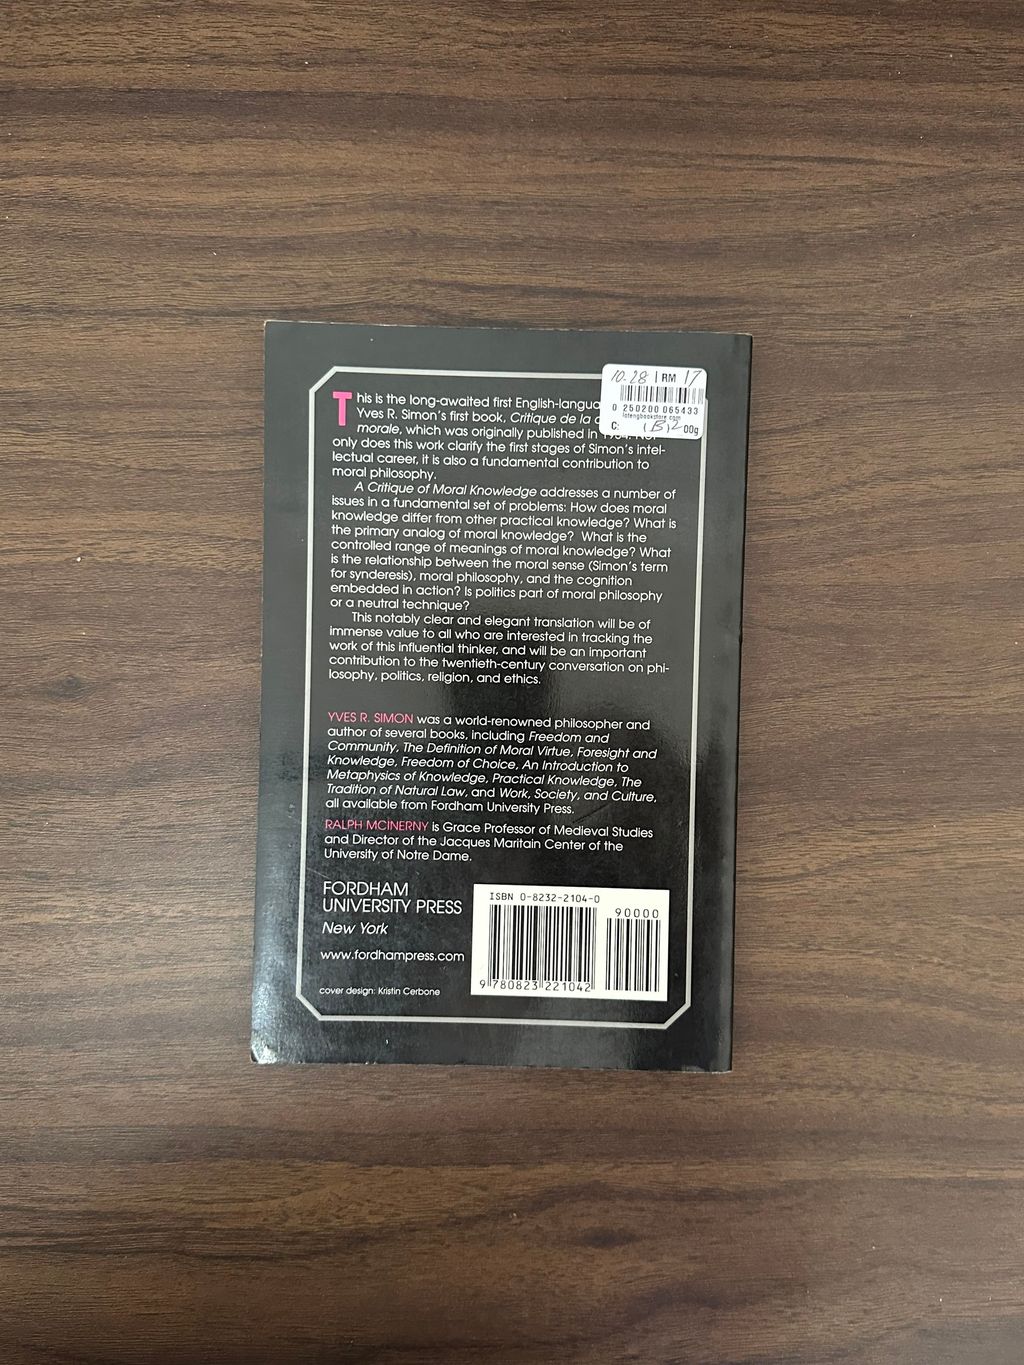 10-28 | RM 17
0 250200 065433
C: 1B12 00g
This is the long-awaited first English-langua
Yves R. Simon's first book, Critique de la c
morale, which was originally published in
only does this work clarify the first stages of Simon's intel-
lectual career, it is also a fundamental contribution to
moral philosophy.
A Critique of Moral Knowledge addresses a number of
issues in a fundamental set of problems: How does moral
knowledge differ from other practical knowledge? What is
the primary analog of moral knowledge? What is the
controlled range of meanings of moral knowledge? What
is the relationship between the moral sense (Simon's term
for synderesis), moral philosophy, and the cognition
embedded in action? Is politics part of moral philosophy
or a neutral technique?
This notably clear and elegant translation will be of
immense value to all who are interested in tracking the
work of this influential thinker, and will be an important
contribution to the twentieth-century conversation on phi-
losophy, politics, religion, and ethics.
YVES R. SIMON was a world-renowned philosopher and
author of several books, including Freedom and
Community, The Definition of Moral Virtue, Foresight and
Knowledge, Freedom of Choice, An Introduction to
Metaphysics of Knowledge, Practical Knowledge, The
Tradition of Natural Law, and Work, Society, and Culture,
all available from Fordham University Press.
RALPH MCINERNY is Grace Professor of Medieval Studies
and Director of the Jacques Maritain Center of the
University of Notre Dame.
FORDHAM
UNIVERSITY PRESS
New York
www.fordhampress.com
cover design: Kristin Cerbone
ISBN 0-8232-2104-0
90000
9 780823 221042